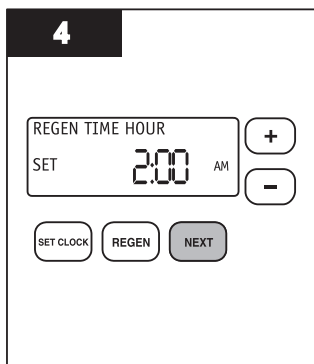 4
REGEN TIME HOUR
SET 2:00 AM
+
-
SET CLOCK REGEN NEXT